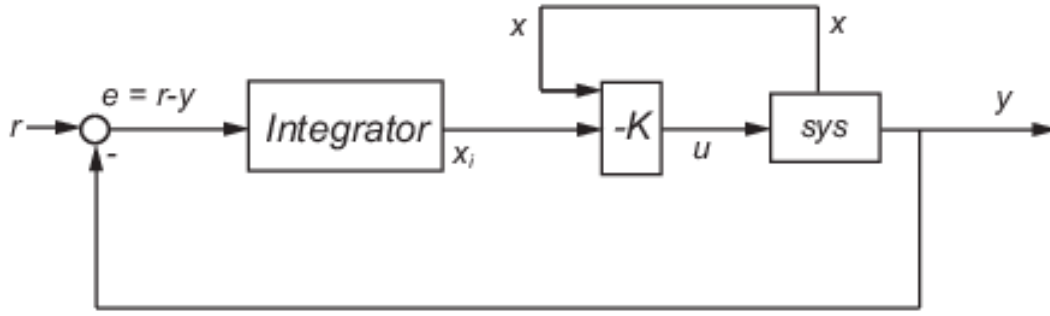 x
x
e = r-y
r
-
Integrator
xᵢ
-K
u
sys
y